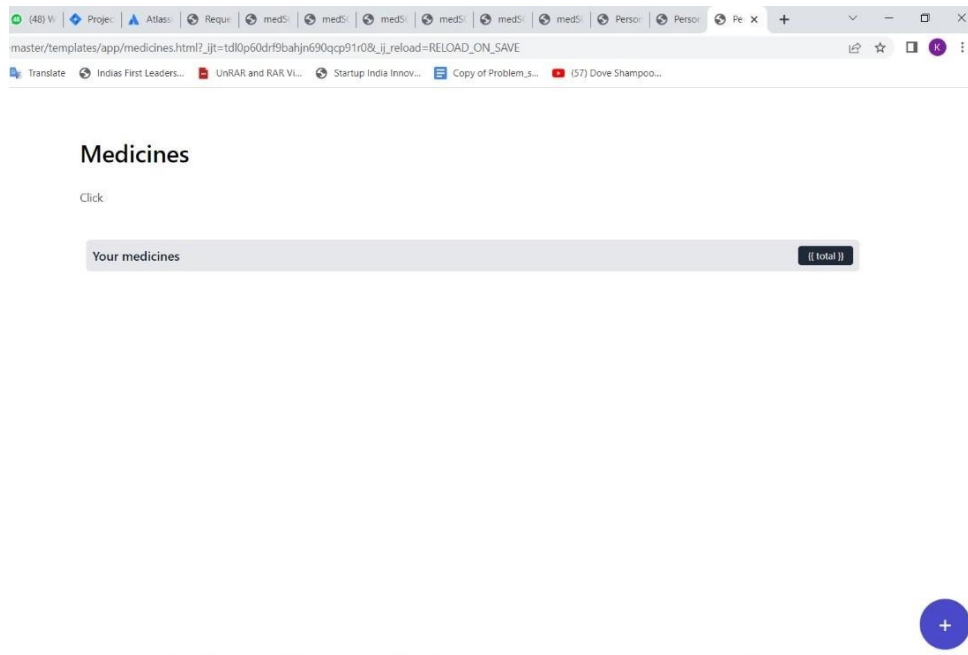 (48) W Projec Atlass Reque medS medS medS medS medS medS Person Person Pe
master/templates/app/medicines.html?_ijt=tdl0p60drf9bahjn690qcp91r0&_ij_reload=RELOAD_ON_SAVE K
Translate Indias First Leaders... UnRAR and RAR Vi... Startup India Innov... Copy of Problem_s... (57) Dove Shampoo...
Medicines
Click
Your medicines {{ total }}
+